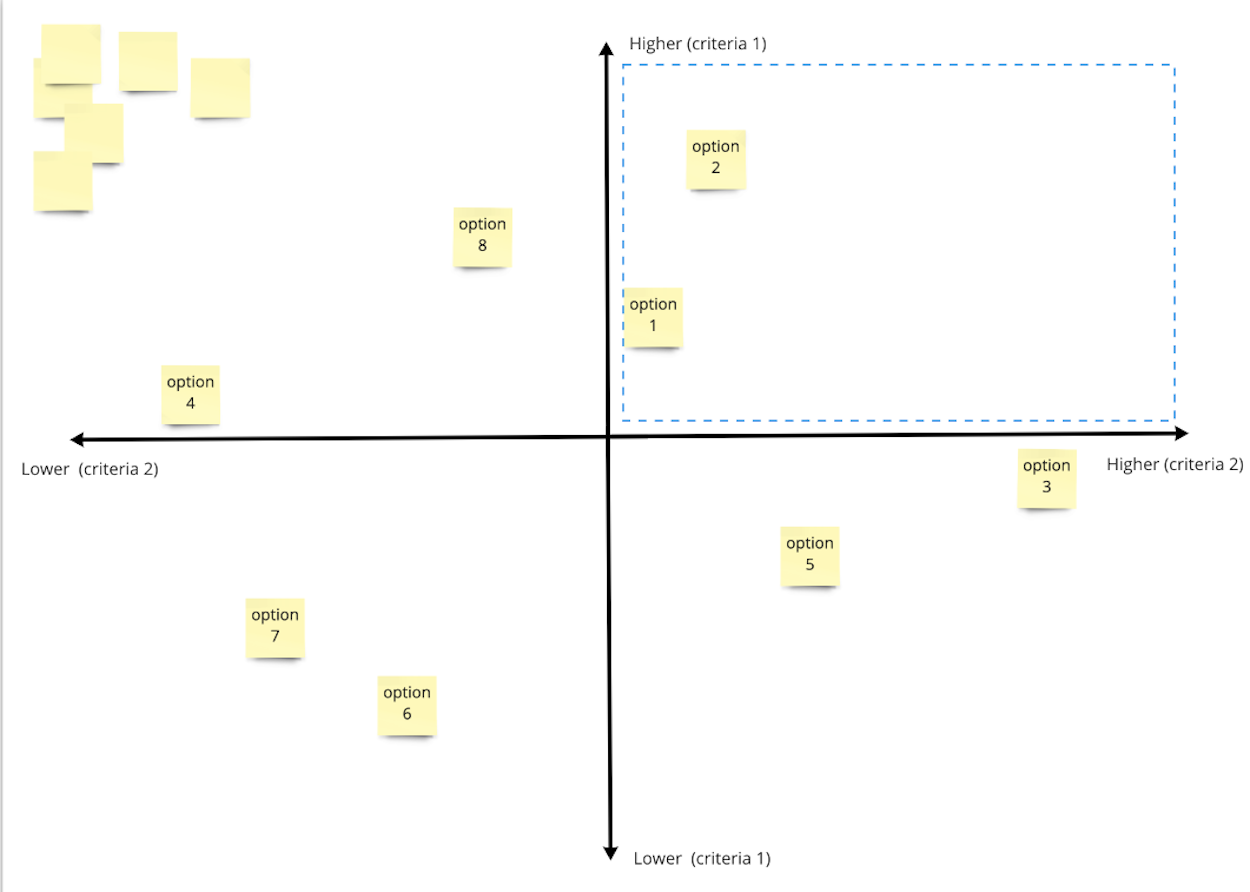 Higher (criteria 1)
option
2
option
8
option
1
option
4
Lower  (criteria 2)
Higher (criteria 2)
option
3
option
5
option
7
option
6
Lower  (criteria 1)